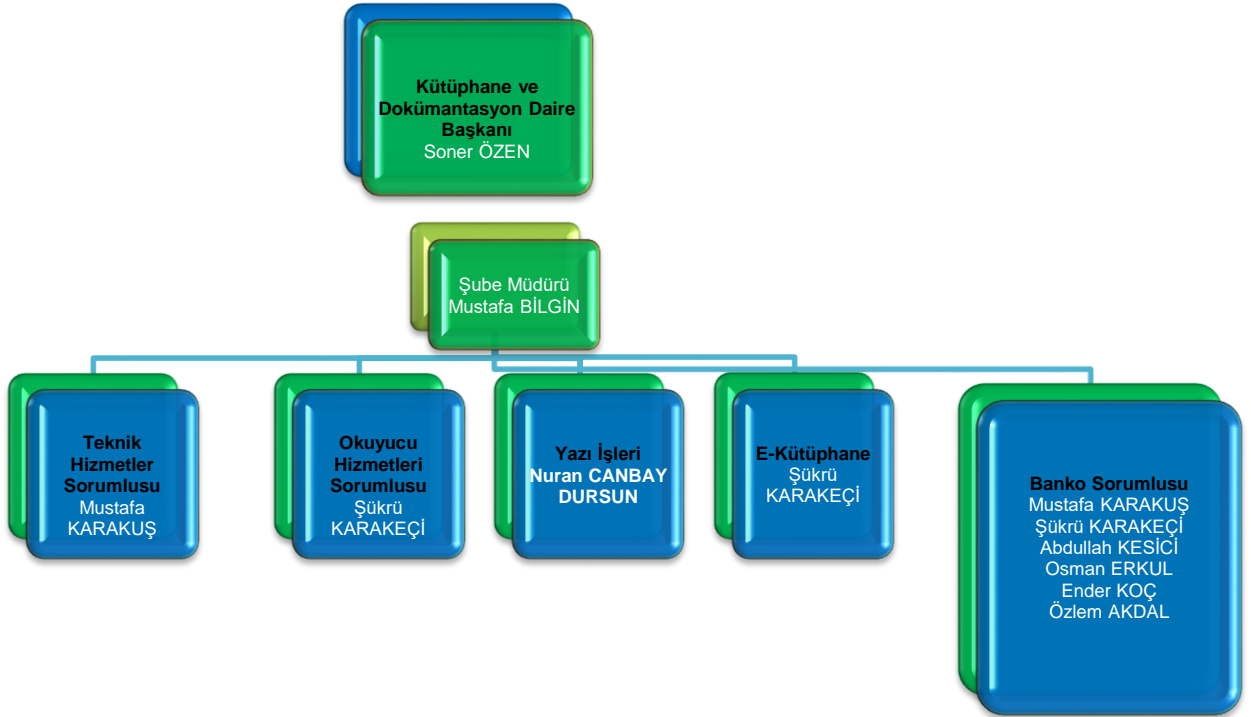 Kütüphane ve
Dokümantasyon Daire
Başkanı
Soner ÖZEN
Şube Müdürü
Mustafa BİLGİN
Teknik
Hizmetler
Sorumlusu
Mustafa
KARAKUŞ
Okuyucu
Hizmetleri
Sorumlusu
Şükrü
KARAKEÇİ
Yazı İşleri
Nuran CANBAY
DURSUN
E-Kütüphane
Şükrü
KARAKEÇİ
Banko Sorumlusu
Mustafa KARAKUŞ
Şükrü KARAKEÇİ
Abdullah KESİCİ
Osman ERKUL
Ender KOÇ
Özlem AKDAL